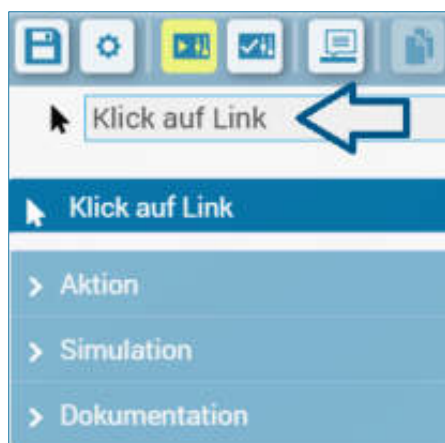 Klick auf Link
Klick auf Link
Aktion
Simulation
Dokumentation